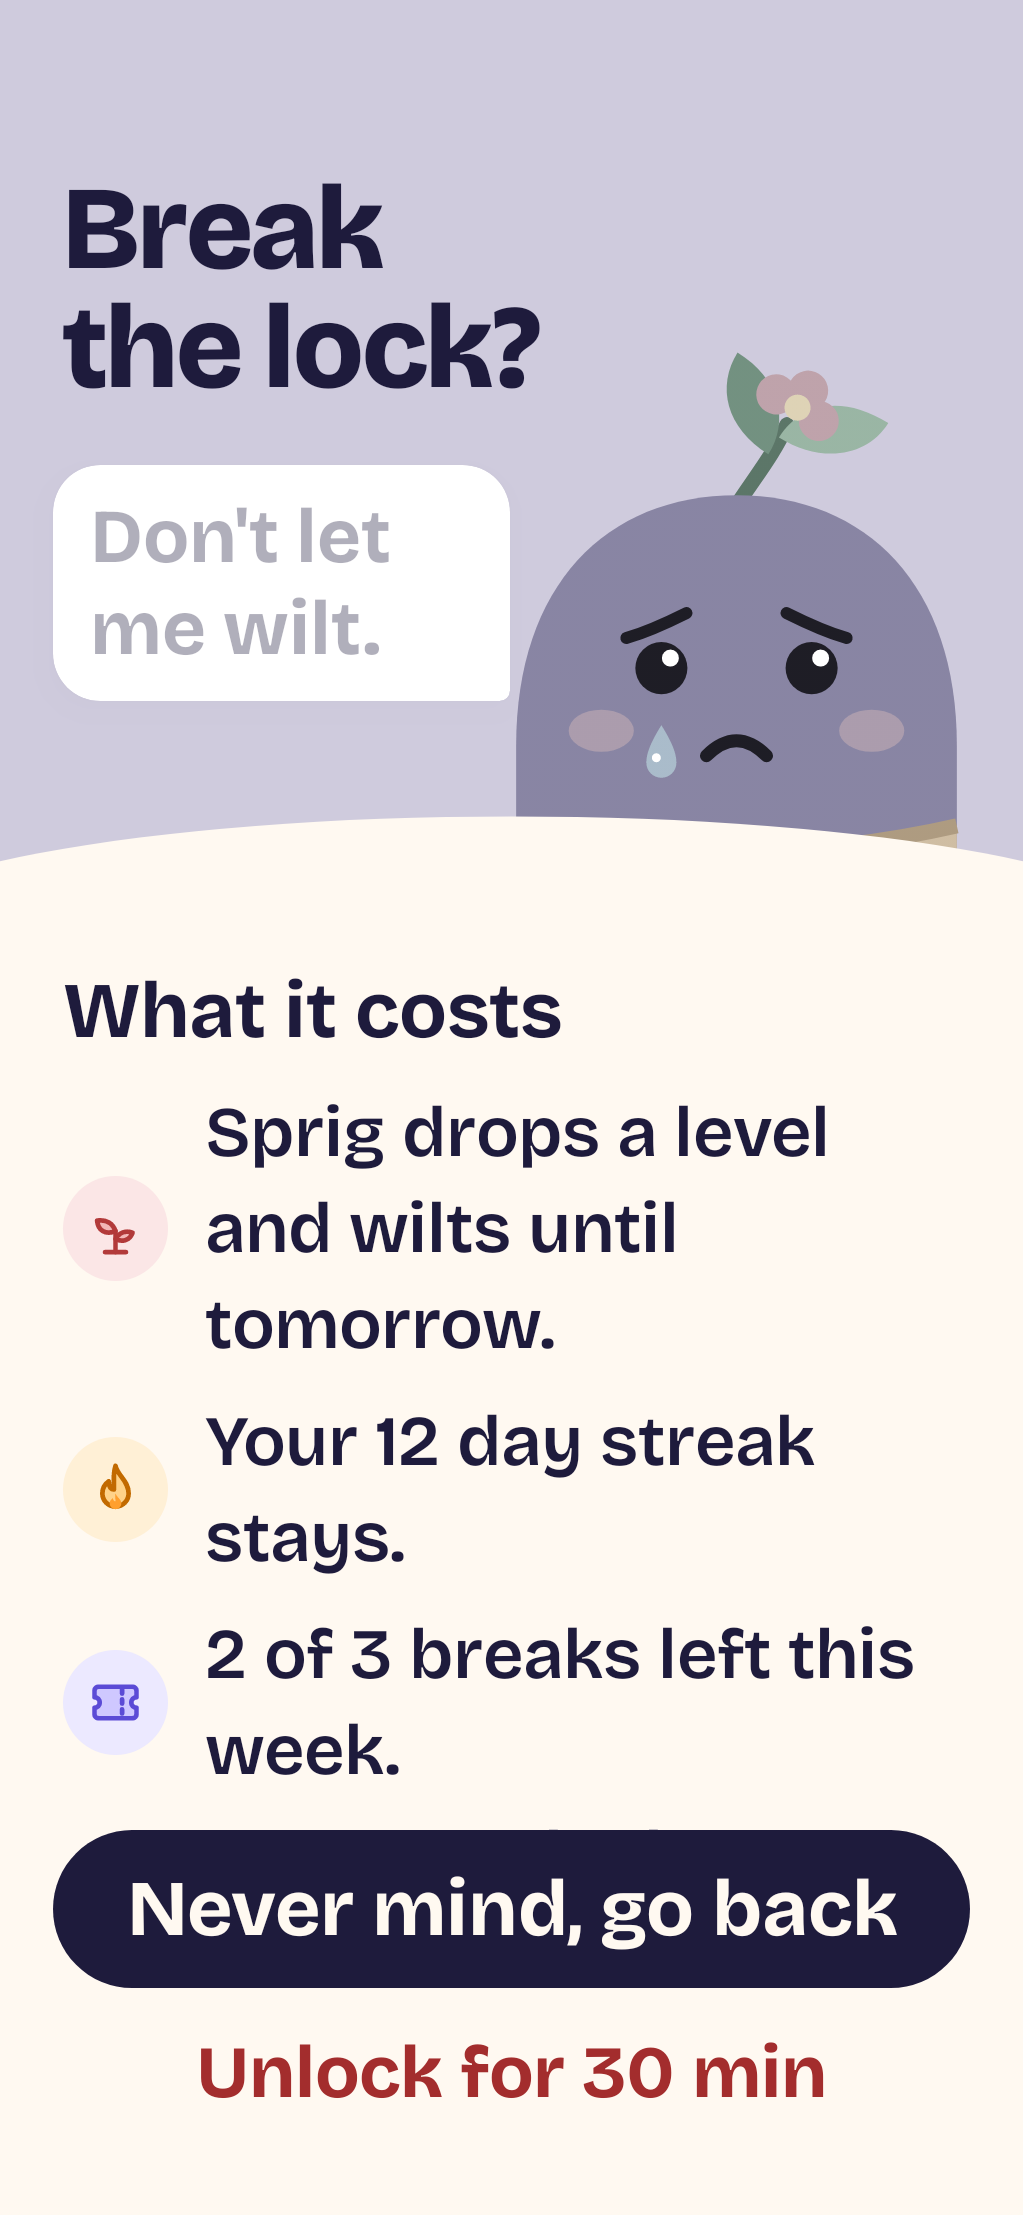 Break
the lock?
Don't let
me wilt.
What it costs
Sprig drops a level
and wilts until
tomorrow.
Your 12 day streak
stays.
2 of 3 breaks left this
week.
Never mind, go back
Unlock for 30 min